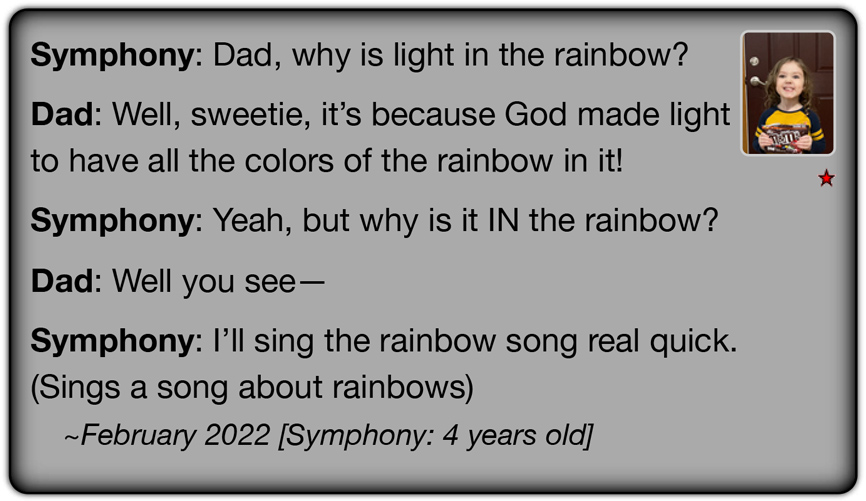 Symphony: Dad, why is light in the rainbow?
Dad: Well, sweetie, it’s because God made light
to have all the colors of the rainbow in it!
Symphony: Yeah, but why is it IN the rainbow?
Dad: Well you see—
Symphony: I’ll sing the rainbow song real quick.
(Sings a song about rainbows)
~February 2022 [Symphony: 4 years old]
m&m's